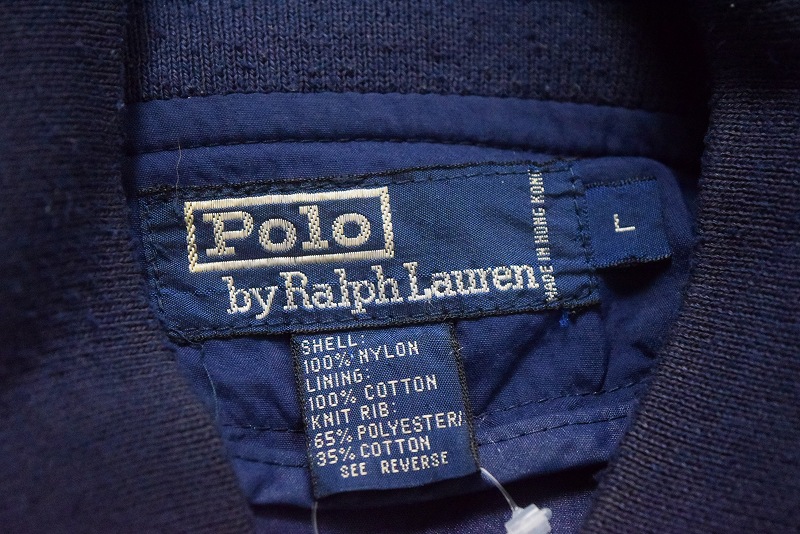 Polo
by Ralph Lauren
MADE IN HONG KONG
L
SHELL:
100% NYLON
LINING:
100% COTTON
KNIT RIB:
65% POLYESTER/
35% COTTON
SEE REVERSE